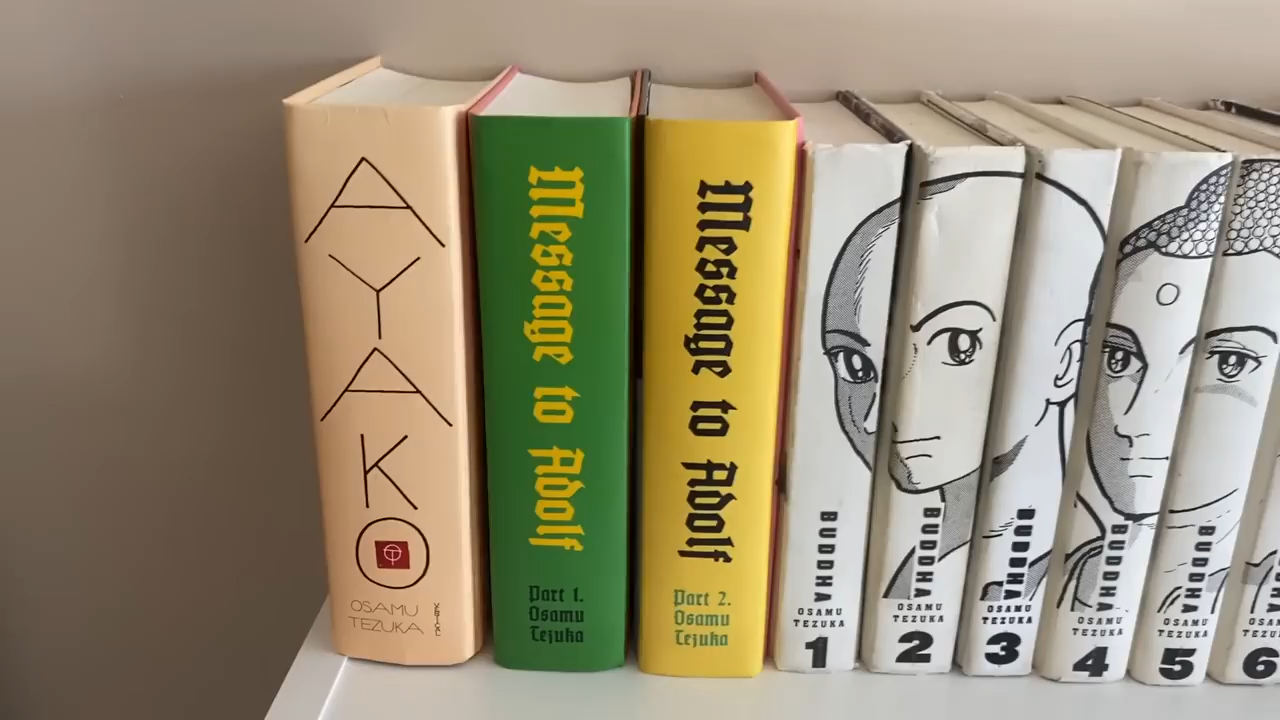 AYAKO
OSAMU
TEZUKA
Message to Adolf
Part 1.
Osamu
Tezuka
Message to Adolf
Part 2.
Osamu
Tezuka
BUDDHA
OSAMU
TEZUKA
1
BUDDHA
OSAMU
TEZUKA
2
BUDDHA
OSAMU
TEZUKA
3
BUDDHA
OSAMU
TEZUKA
4
BUDDHA
OSAMU
TEZUKA
5
BUDDHA
OSAMU
6